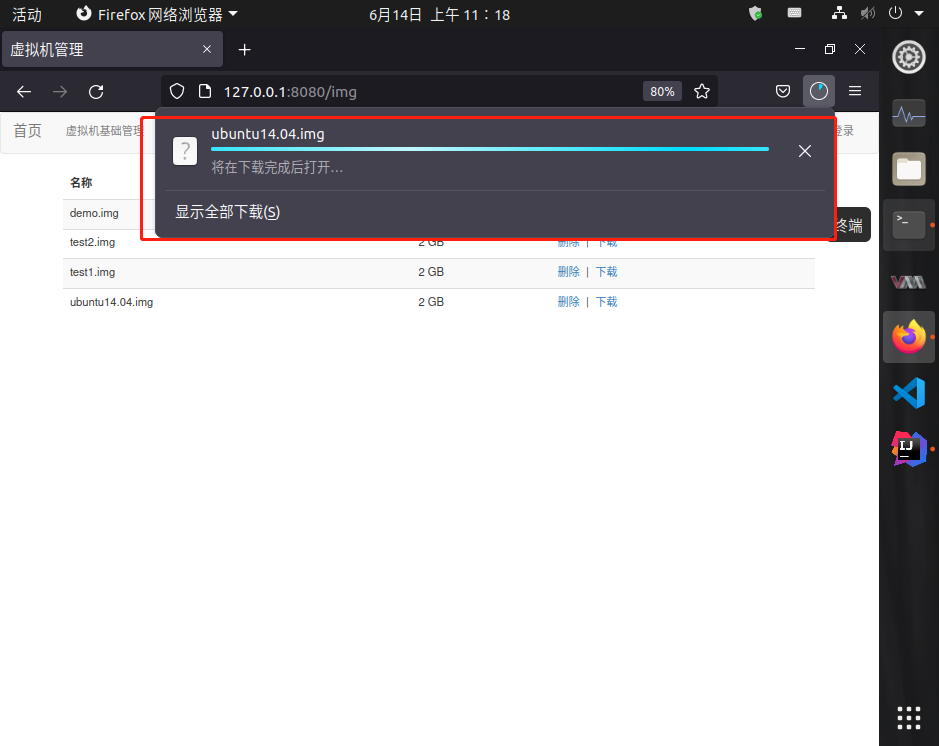 活动 Firefox 网络浏览器 6月14日 上午 11：18
虚拟机管理
127.0.0.1:8080/img 80%
首页 虚拟机基础管理 登录
ubuntu14.04.img
将在下载完成后打开…
显示全部下载(S)
名称
demo.img
终端
test2.img 2 GB 删除 | 下载
test1.img 2 GB 删除 | 下载
ubuntu14.04.img 2 GB 删除 | 下载
>_
VM
IJ